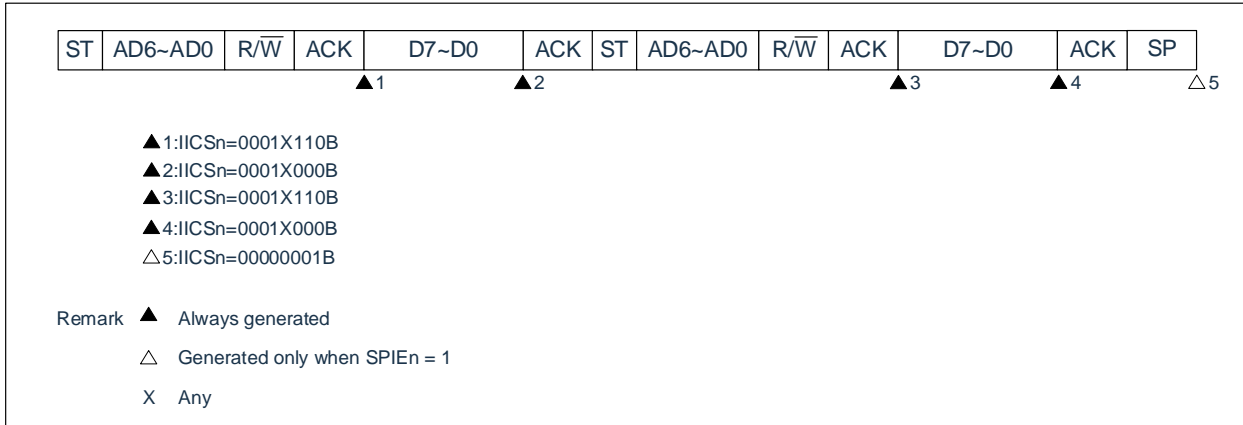 ST AD6~AD0 R/W̅ ACK D7~D0 ACK ST AD6~AD0 R/W̅ ACK D7~D0 ACK SP
▲1 ▲2 ▲3 ▲4 △5
▲1:IICSn=0001X110B
▲2:IICSn=0001X000B
▲3:IICSn=0001X110B
▲4:IICSn=0001X000B
△5:IICSn=00000001B
Remark ▲ Always generated
△ Generated only when SPIEn = 1
X Any